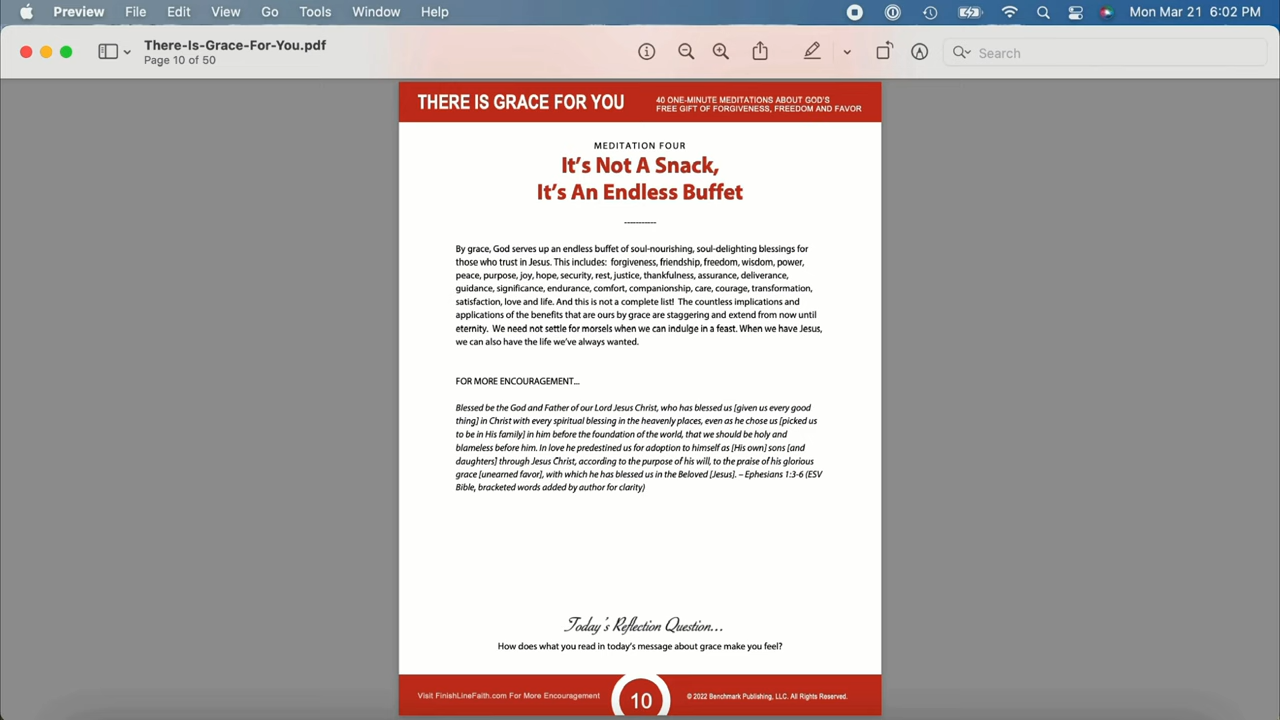 Preview File Edit View Go Tools Window Help Mon Mar 21 6:02 PM
There-Is-Grace-For-You.pdf
Page 10 of 50
Search
THERE IS GRACE FOR YOU
40 ONE-MINUTE MEDITATIONS ABOUT GOD'S
FREE GIFT OF FORGIVENESS, FREEDOM AND FAVOR
MEDITATION FOUR
It's Not A Snack,
It's An Endless Buffet
-----------
By grace, God serves up an endless buffet of soul-nourishing, soul-delighting blessings for
those who trust in Jesus. This includes: forgiveness, friendship, freedom, wisdom, power,
peace, purpose, joy, hope, security, rest, justice, thankfulness, assurance, deliverance,
guidance, significance, endurance, comfort, companionship, care, courage, transformation,
satisfaction, love and life. And this is not a complete list! The countless implications and
applications of the benefits that are ours by grace are staggering and extend from now until
eternity. We need not settle for morsels when we can indulge in a feast. When we have Jesus,
we can also have the life we've always wanted.
FOR MORE ENCOURAGEMENT...
Blessed be the God and Father of our Lord Jesus Christ, who has blessed us [given us every good
thing] in Christ with every spiritual blessing in the heavenly places, even as he chose us [picked us
to be in His family] in him before the foundation of the world, that we should be holy and
blameless before him. In love he predestined us for adoption to himself as [His own] sons [and
daughters] through Jesus Christ, according to the purpose of his will, to the praise of his glorious
grace [unearned favor], with which he has blessed us in the Beloved [Jesus]. – Ephesians 1:3-6 (ESV
Bible, bracketed words added by author for clarity)
Today's Reflection Question...
How does what you read in today's message about grace make you feel?
Visit FinishLineFaith.com For More Encouragement
10
© 2022 Benchmark Publishing, LLC. All Rights Reserved.